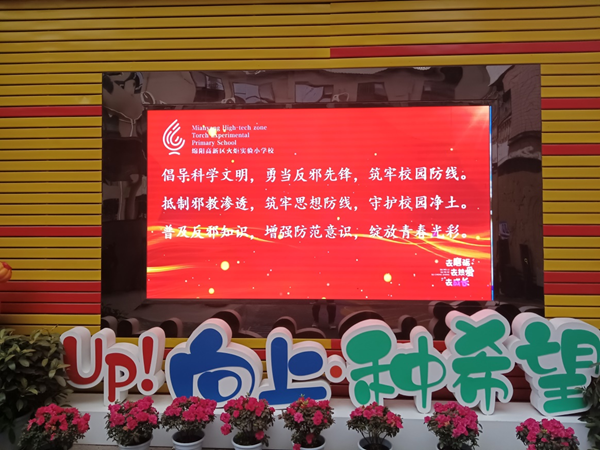 Mianyang High-tech zone
Torch Experimental
Primary School
绵阳高新区火炬实验小学校
倡导科学文明，勇当反邪先锋，筑牢校园防线。
抵制邪教渗透，筑牢思想防线，守护校园净土。
普及反邪知识，增强防范意识，绽放青春光彩。
UP!向上·种希望